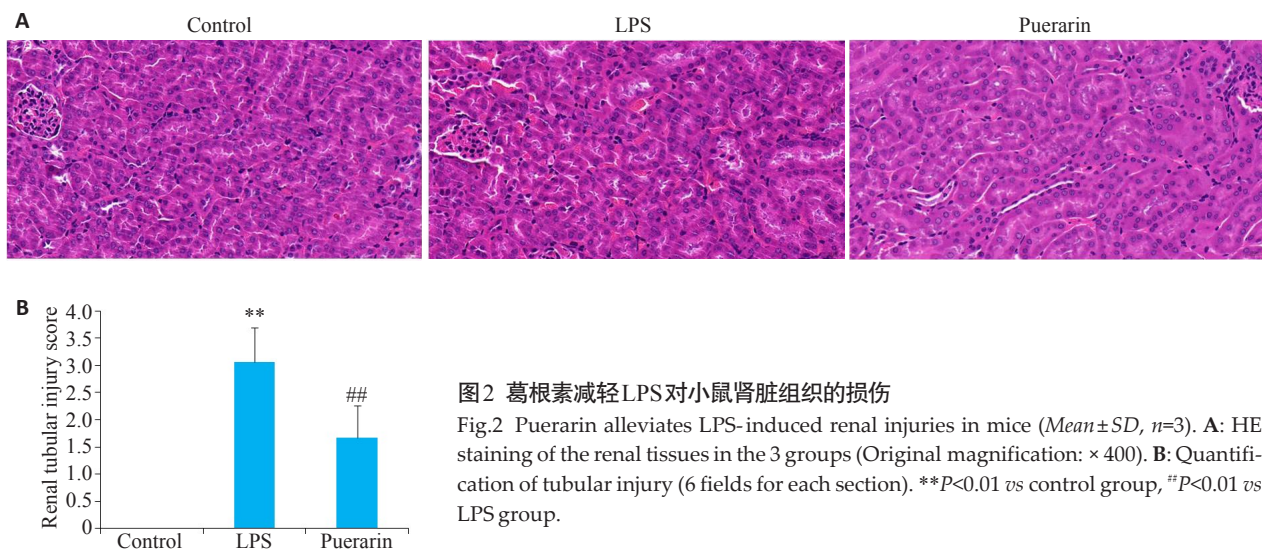 A
Control
LPS
Puerarin
B
Renal tubular injury score
4.0
3.5
3.0
2.5
2.0
1.5
1.0
0.5
0
**
##
Control
LPS
Puerarin
图2 葛根素减轻LPS对小鼠肾脏组织的损伤
Fig.2 Puerarin alleviates LPS-induced renal injuries in mice (Mean±SD, n=3). A: HE
staining of the renal tissues in the 3 groups (Original magnification: × 400). B: Quantifi-
cation of tubular injury (6 fields for each section). **P<0.01 vs control group, ##P<0.01 vs
LPS group.